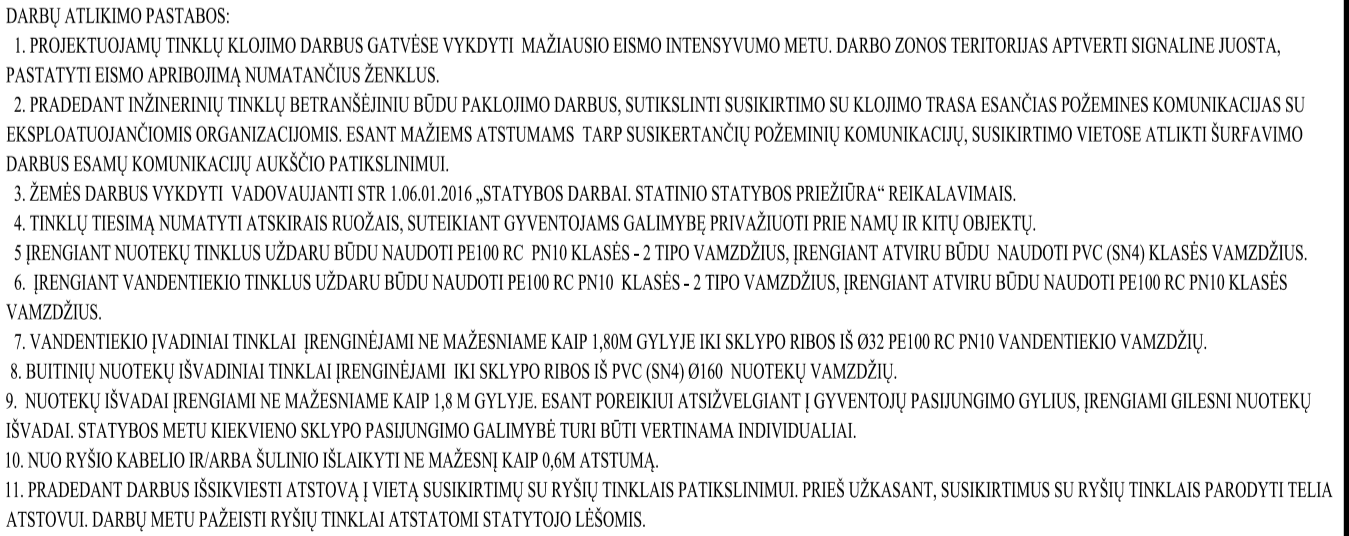 DARBŲ ATLIKIMO PASTABOS:
1. PROJEKTUOJAMŲ TINKLŲ KLOJIMO DARBUS GATVĖSE VYKDYTI MAŽIAUSIO EISMO INTENSYVUMO METU. DARBO ZONOS TERITORIJAS APTVERTI SIGNALINE JUOSTA,
PASTATYTI EISMO APRIBOJIMĄ NUMATANČIUS ŽENKLUS.
2. PRADEDANT INŽINERINIŲ TINKLŲ BETRANŠĖJINIU BŪDU PAKLOJIMO DARBUS, SUTIKSLINTI SUSIKIRTIMO SU KLOJIMO TRASA ESANČIAS POŽEMINES KOMUNIKACIJAS SU
EKSPLOATUOJANČIOMIS ORGANIZACIJOMIS. ESANT MAŽIEMS ATSTUMAMS TARP SUSIKERTANČIŲ POŽEMINIŲ KOMUNIKACIJŲ, SUSIKIRTIMO VIETOSE ATLIKTI ŠURFAVIMO
DARBUS ESAMŲ KOMUNIKACIJŲ AUKŠČIO PATIKSLINIMUI.
3. ŽEMĖS DARBUS VYKDYTI VADOVAUJANTI STR 1.06.01.2016 „STATYBOS DARBAI. STATINIO STATYBOS PRIEŽIŪRA“ REIKALAVIMAIS.
4. TINKLŲ TIESIMĄ NUMATYTI ATSKIRAIS RUOŽAIS, SUTEIKIANT GYVENTOJAMS GALIMYBĘ PRIVAŽIUOTI PRIE NAMŲ IR KITŲ OBJEKTŲ.
5 ĮRENGIANT NUOTEKŲ TINKLUS UŽDARU BŪDU NAUDOTI PE100 RC PN10 KLASĖS - 2 TIPO VAMZDŽIUS, ĮRENGIANT ATVIRU BŪDU NAUDOTI PVC (SN4) KLASĖS VAMZDŽIUS.
6. ĮRENGIANT VANDENTIEKIO TINKLUS UŽDARU BŪDU NAUDOTI PE100 RC PN10 KLASĖS - 2 TIPO VAMZDŽIUS, ĮRENGIANT ATVIRU BŪDU NAUDOTI PE100 RC PN10 KLASĖS
VAMZDŽIUS.
7. VANDENTIEKIO ĮVADINIAI TINKLAI ĮRENGINĖJAMI NE MAŽESNIAME KAIP 1,80M GYLYJE IKI SKLYPO RIBOS IŠ Ø32 PE100 RC PN10 VANDENTIEKIO VAMZDŽIŲ.
8. BUITINIŲ NUOTEKŲ IŠVADINIAI TINKLAI ĮRENGINĖJAMI IKI SKLYPO RIBOS IŠ PVC (SN4) Ø160 NUOTEKŲ VAMZDŽIŲ.
9. NUOTEKŲ IŠVADAI ĮRENGIAMI NE MAŽESNIAME KAIP 1,8 M GYLYJE. ESANT POREIKIUI ATSIŽVELGIANT Į GYVENTOJŲ PASIJUNGIMO GYLIUS, ĮRENGIAMI GILESNI NUOTEKŲ
IŠVADAI. STATYBOS METU KIEKVIENO SKLYPO PASIJUNGIMO GALIMYBĖ TURI BŪTI VERTINAMA INDIVIDUALIAI.
10. NUO RYŠIO KABELIO IR/ARBA ŠULINIO IŠLAIKYTI NE MAŽESNĮ KAIP 0,6M ATSTUMĄ.
11. PRADEDANT DARBUS IŠSIKVIESTI ATSTOVĄ Į VIETĄ SUSIKIRTIMŲ SU RYŠIŲ TINKLAIS PATIKSLINIMUI. PRIEŠ UŽKASANT, SUSIKIRTIMUS SU RYŠIŲ TINKLAIS PARODYTI TELIA
ATSTOVUI. DARBŲ METU PAŽEISTI RYŠIŲ TINKLAI ATSTATOMI STATYTOJO LĖŠOMIS.